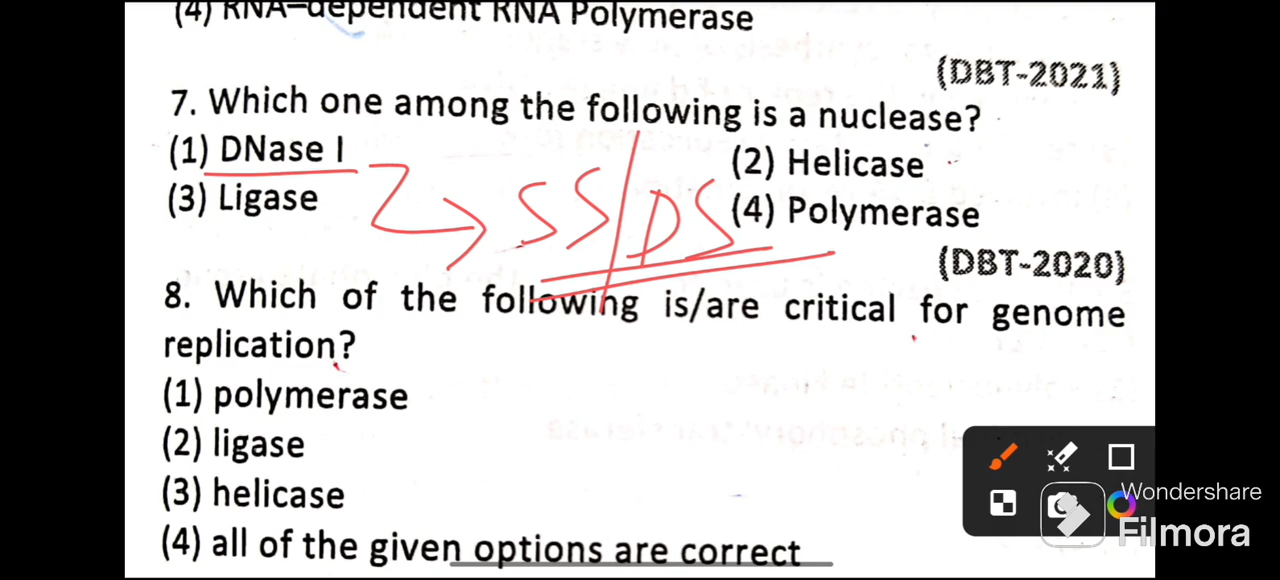 (4) RNA–dependent RNA Polymerase
(DBT-2021)
7. Which one among the following is a nuclease?
(1) DNase I
(2) Helicase
(3) Ligase
(4) Polymerase
SS/DS
(DBT-2020)
8. Which of the following is/are critical for genome
replication?
(1) polymerase
(2) ligase
(3) helicase
(4) all of the given options are correct
Wondershare
Filmora